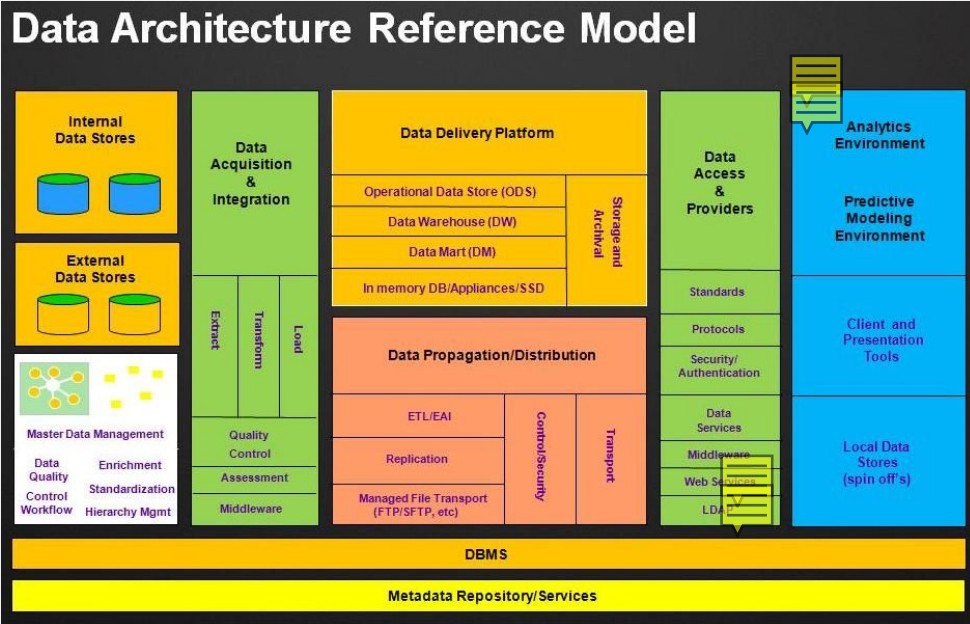 Data Architecture Reference Model
Internal
Data Stores
External
Data Stores
Master Data Management
Data
Quality
Enrichment
Control
Workflow
Standardization
Hierarchy Mgmt
Data
Acquisition
&
Integration
Extract
Transform
Load
Quality
Control
Assessment
Middleware
Data Delivery Platform
Operational Data Store (ODS)
Data Warehouse (DW)
Data Mart (DM)
In memory DB/Appliances/SSD
Storage and
Archival
Data Propagation/Distribution
ETL/EAI
Replication
Managed File Transport
(FTP/SFTP, etc)
Control/Security
Transport
Data
Access
&
Providers
Standards
Protocols
Security/
Authentication
Data
Services
Middleware
Web Services
LDAP
Analytics
Environment
Predictive
Modeling
Environment
Client and
Presentation
Tools
Local Data
Stores
(spin off's)
DBMS
Metadata Repository/Services